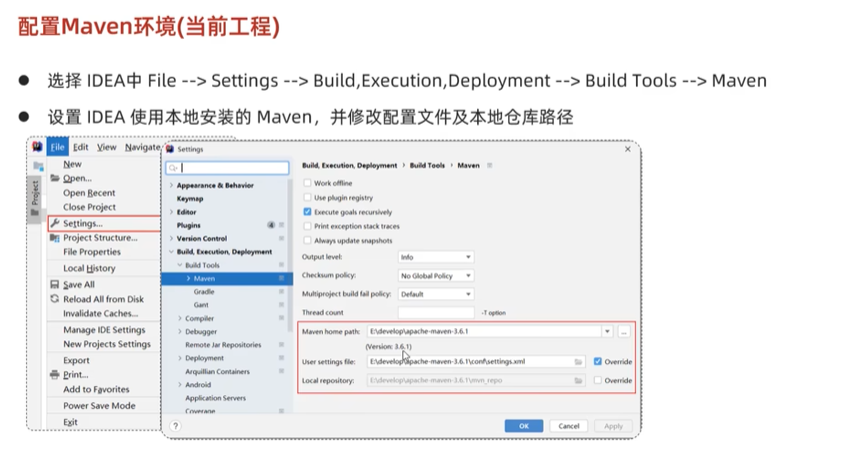 配置Maven环境(当前工程)
选择 IDEA中 File --> Settings --> Build,Execution,Deployment --> Build Tools --> Maven
设置 IDEA 使用本地安装的 Maven，并修改配置文件及本地仓库路径
File Edit View Navigate
New
Open...
Open Recent
Close Project
Settings...
Project Structure...
File Properties
Local History
Save All
Reload All from Disk
Invalidate Caches...
Manage IDE Settings
New Projects Settings
Export
Print...
Add to Favorites
Power Save Mode
Exit
Project
Settings
Appearance & Behavior
Keymap
Editor
Plugins 4
Version Control
Build, Execution, Deployment
Build Tools
Maven
Gradle
Gant
Compiler
Debugger
Remote Jar Repositories
Deployment
Arquillian Containers
Android
Application Servers
Coverage
Build, Execution, Deployment › Build Tools › Maven
Work offline
Use plugin registry
Execute goals recursively
Print exception stack traces
Always update snapshots
Output level: Info
Checksum policy: No Global Policy
Multiproject build fail policy: Default
Thread count -T option
Maven home path: E:\develop\apache-maven-3.6.1 ...
(Version: 3.6.1)
User settings file: E:\develop\apache-maven-3.6.1\conf\settings.xml Override
Local repository: E:\develop\apache-maven-3.6.1\mvn_repo Override
? OK Cancel Apply